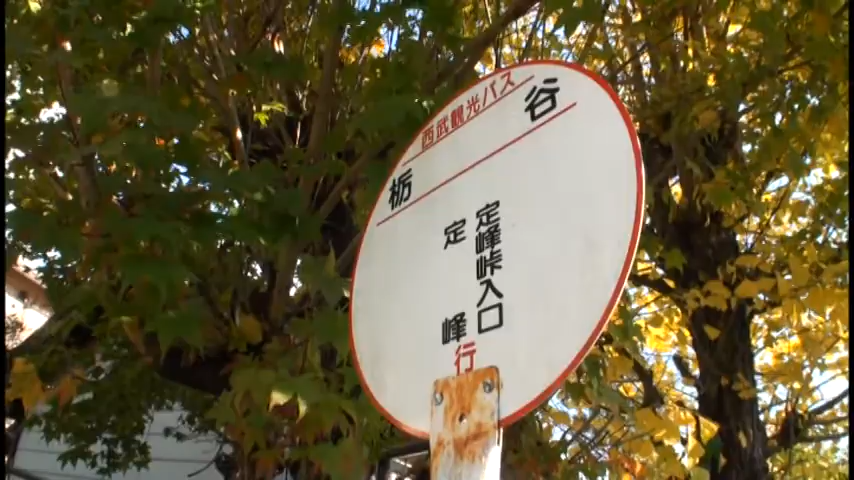 西武観光バス
栃谷
定峰峠入口
定峰
行